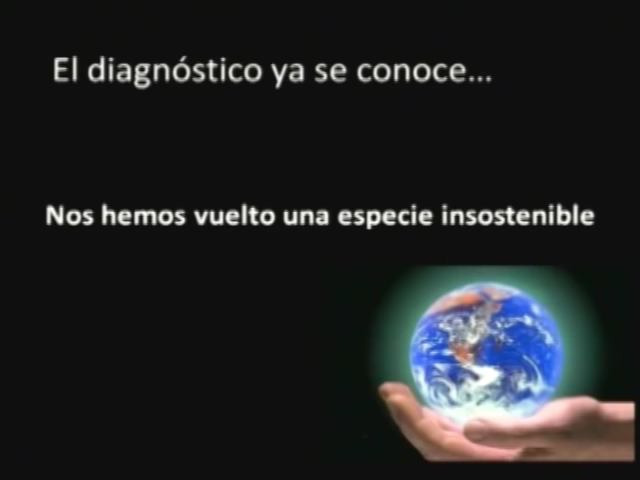 El diagnóstico ya se conoce...
Nos hemos vuelto una especie insostenible